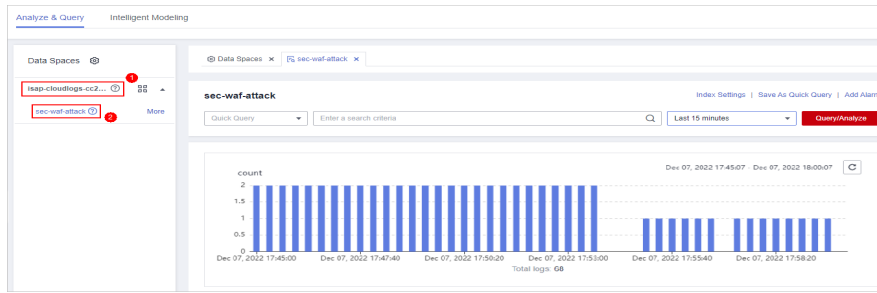 Analyze & Query Intelligent Modeling
Data Spaces
Data Spaces × sec-waf-attack ×
1
isap-cloudlogs-cc2... ?
sec-waf-attack ? More
2
sec-waf-attack Index Settings | Save As Quick Query | Add Alarm
Quick Query Enter a search criteria Last 15 minutes Query/Analyze
Dec 07, 2022 17:45:07 - Dec 07, 2022 18:00:07
count
2
1.5
1
0.5
0
Dec 07, 2022 17:45:00 Dec 07, 2022 17:47:40 Dec 07, 2022 17:50:20 Dec 07, 2022 17:53:00 Dec 07, 2022 17:55:40 Dec 07, 2022 17:58:20
Total logs: 68